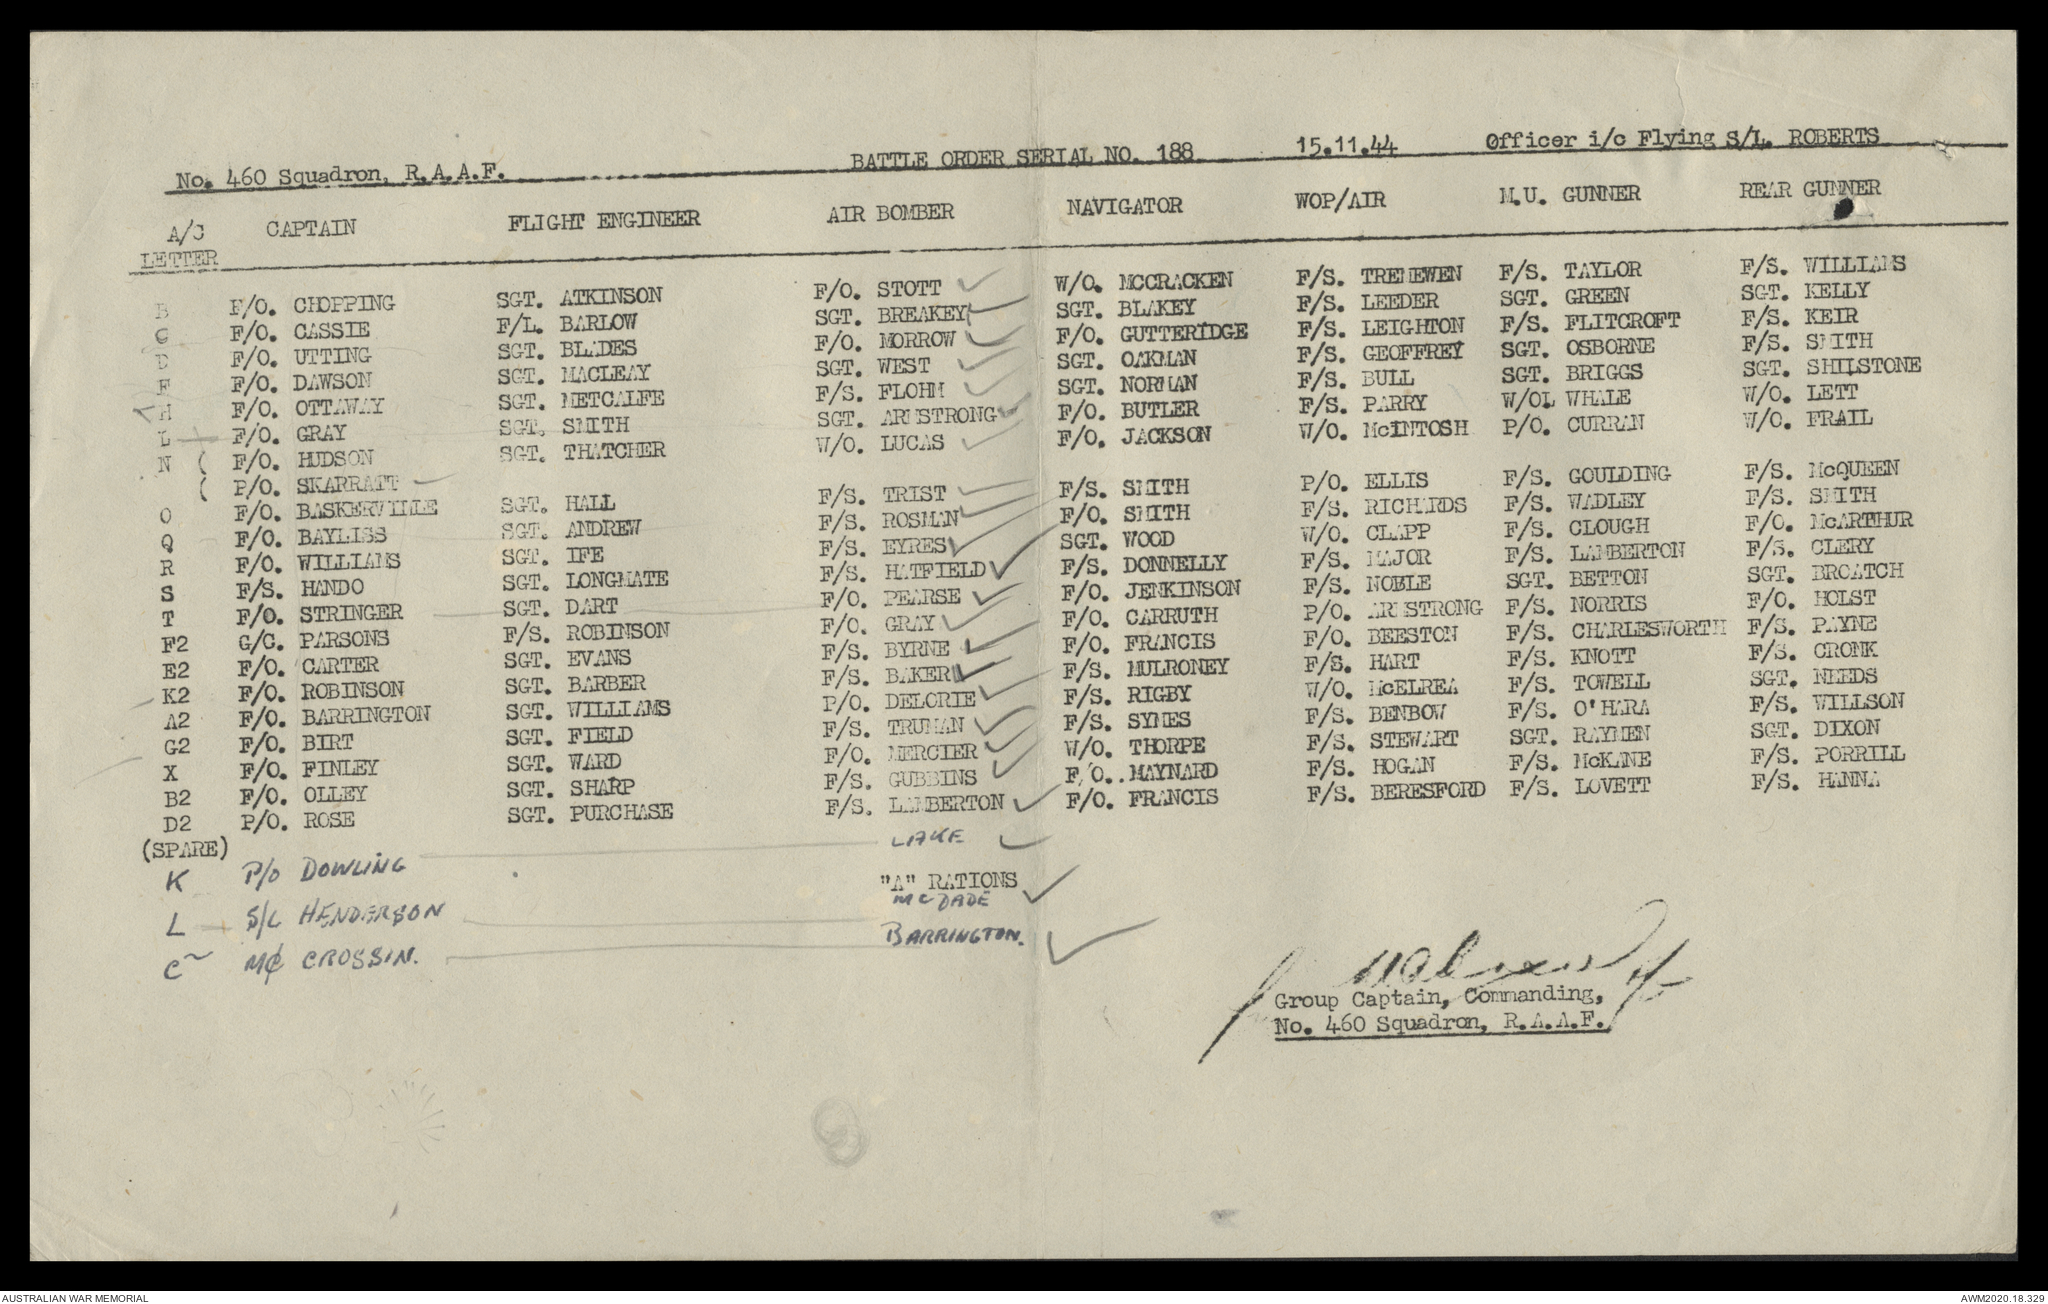 No. 460 Squadron, R.A.A.F. BATTLE ORDER SERIAL NO. 188 15.11.44 Officer i/c Flying S/L. ROBERTS
A/C LETTER CAPTAIN FLIGHT ENGINEER AIR BOMBER NAVIGATOR WOP/AIR M.U. GUNNER REAR GUNNER
B F/O. CHOPPING SGT. ATKINSON F/O. STOTT W/O. MCCRACKEN F/S. TRENEWEN F/S. TAYLOR F/S. WILLIAMS
C F/O. CASSIE F/L. BARLOW SGT. BREAKEY SGT. BLAKEY F/S. LEEDER SGT. GREEN SGT. KELLY
D F/O. UTTING SGT. BLADES F/O. MORROW F/O. GUTTERIDGE F/S. LEIGHTON F/S. FLITCROFT F/S. KEIR
F F/O. DAWSON SGT. MACLEAY SGT. WEST SGT. OAKMAN F/S. GEOFFREY SGT. OSBORNE F/S. SMITH
H F/O. OTTAWAY SGT. METCALFE F/S. FLOHM SGT. NORMAN F/S. BULL SGT. BRIGGS SGT. SHILSTONE
L F/O. GRAY SGT. SMITH SGT. ARMSTRONG F/O. BUTLER F/S. PARRY W/OL WHALE W/O. LETT
N ( F/O. HUDSON SGT. THATCHER W/O. LUCAS F/O. JACKSON W/O. McINTOSH P/O. CURRAN W/O. FRAIL
( P/O. SKARRATT
O F/O. BASKERVILLE SGT. HALL F/S. TRIST F/S. SMITH P/O. ELLIS F/S. GOULDING F/S. McQUEEN
Q F/O. BAYLISS SGT. ANDREW F/S. ROSMAN F/O. SMITH F/S. RICHARDS F/S. WADLEY F/S. SMITH
R F/O. WILLIAMS SGT. IFE F/S. EYRES SGT. WOOD W/O. CLAPP F/S. CLOUGH F/O. McARTHUR
S F/S. HANDO SGT. LONGMATE F/S. HATFIELD F/S. DONNELLY F/S. MAJOR F/S. LAMBERTON F/S. CLERY
T F/O. STRINGER SGT. DART F/O. PEARSE F/O. JENKINSON F/S. NOBLE SGT. BETTON SGT. BROATCH
F2 G/C. PARSONS F/S. ROBINSON F/O. GRAY F/O. CARRUTH P/O. ARMSTRONG F/S. NORRIS F/O. HOLST
E2 F/O. CARTER SGT. EVANS F/S. BYRNE F/O. FRANCIS F/O. BEESTON F/S. CHARLESWORTH F/S. PAYNE
K2 F/O. ROBINSON SGT. BARBER F/S. BAKER F/S. MULRONEY F/S. HART F/S. KNOTT F/S. CRONK
A2 F/O. BARRINGTON SGT. WILLIAMS P/O. DELORIE F/S. RIGBY W/O. McELREA F/S. TOWELL SGT. NEEDS
G2 F/O. BIRT SGT. FIELD F/S. TRUMAN F/S. SYMES F/S. BENBOW F/S. O'HARA F/S. WILLSON
X F/O. FINLEY SGT. WARD F/O. MERCIER W/O. THORPE F/S. STEWART SGT. RAYMEN SGT. DIXON
B2 F/O. OLLEY SGT. SHARP F/S. GUBBINS F/O.. MAYNARD F/S. HOGAN F/S. McKANE F/S. PORRILL
D2 P/O. ROSE SGT. PURCHASE F/S. LAMBERTON F/O. FRANCIS F/S. BERESFORD F/S. LOVETT F/S. HANNA
(SPARE)
K P/O DOWLING LAKE
"A" RATIONS
L S/L HENDERSON McDADE
C CROSSIN. BARRINGTON.
Group Captain, Commanding,
No. 460 Squadron, R.A.A.F.
AUSTRALIAN WAR MEMORIAL AWM2020.18.329